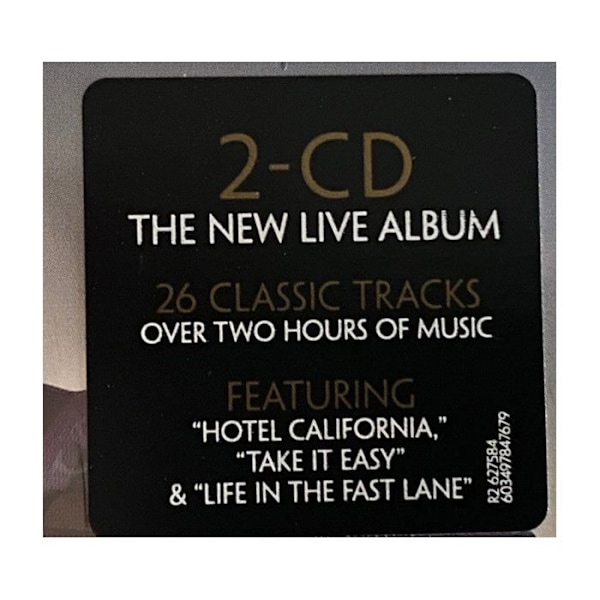 2-CD
THE NEW LIVE ALBUM
26 CLASSIC TRACKS
OVER TWO HOURS OF MUSIC
FEATURING
“HOTEL CALIFORNIA,”
“TAKE IT EASY”
& “LIFE IN THE FAST LANE”
R2 627584
603497847679